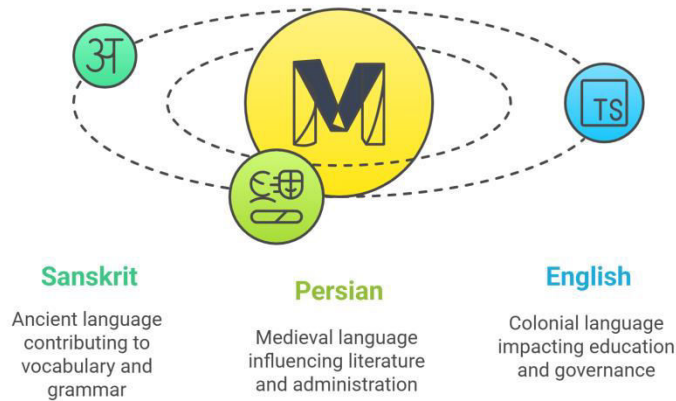 अ
M
TS
Sanskrit
Ancient language
contributing to
vocabulary and
grammar
Persian
Medieval language
influencing literature
and administration
English
Colonial language
impacting education
and governance